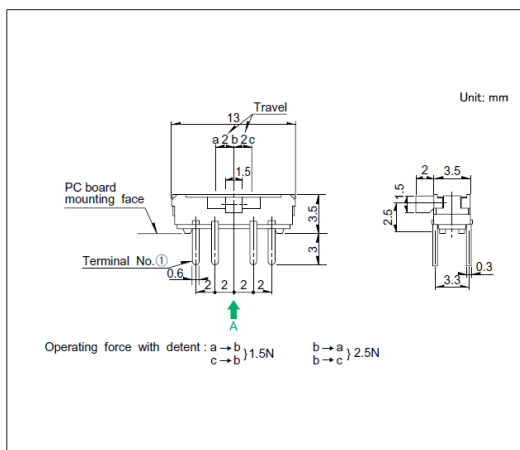 Travel
13
Unit: mm
a 2 b 2 c
1.5
2
3.5
PC board
mounting face
3.5
1.5
2.5
Terminal No.①
3
0.6
0.3
2 2 2 2
3.3
A
Operating force with detent : a → b } 1.5N b → a } 2.5N
c → b b → c